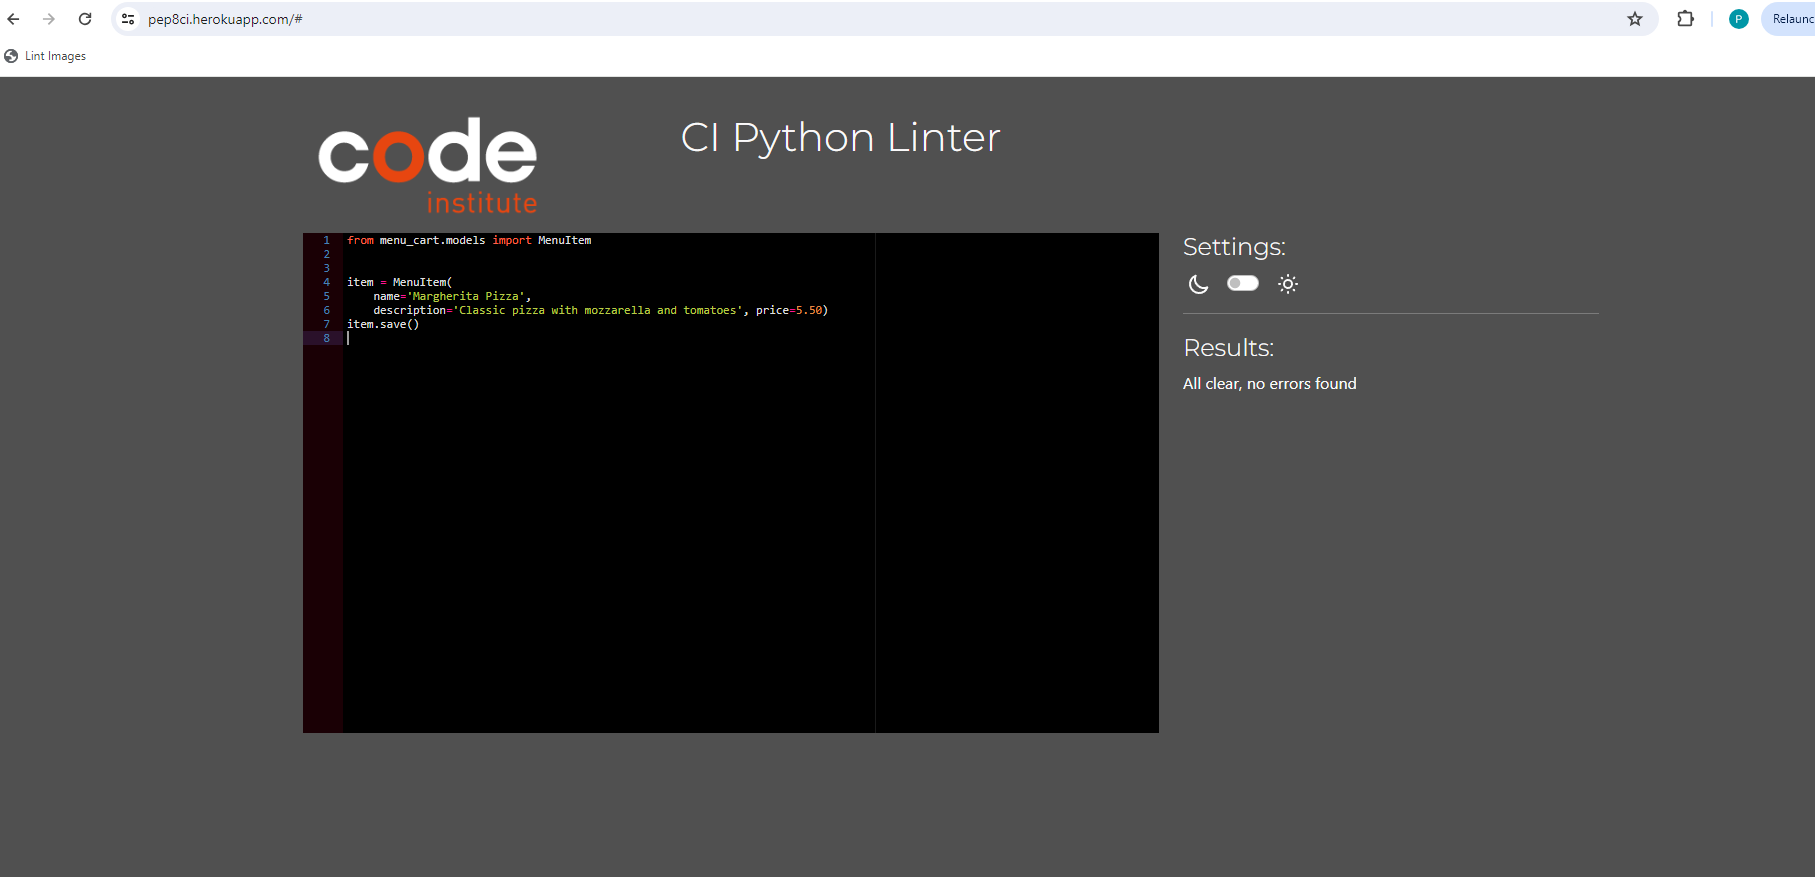 pep8ci.herokuapp.com/#
P
Relaunc
Lint Images
code
institute
CI Python Linter
1 from menu_cart.models import MenuItem
2
3
4 item = MenuItem(
5     name='Margherita Pizza',
6     description='Classic pizza with mozzarella and tomatoes', price=5.50)
7 item.save()
8
Settings:
Results:
All clear, no errors found